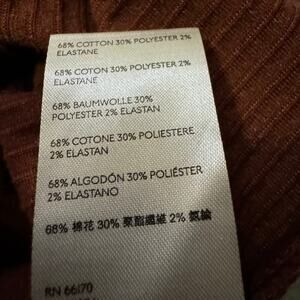 68% COTTON 30% POLYESTER 2%
ELASTANE
68% COTON 30% POLYESTER 2%
ELASTANE
68% BAUMWOLLE 30%
POLYESTER 2% ELASTAN
68% COTONE 30% POLIESTERE
2% ELASTAN
68% ALGODÓN 30% POLIÉSTER
2% ELASTANO
68% 棉花 30% 聚酯纖維 2% 氨綸
RN 66170